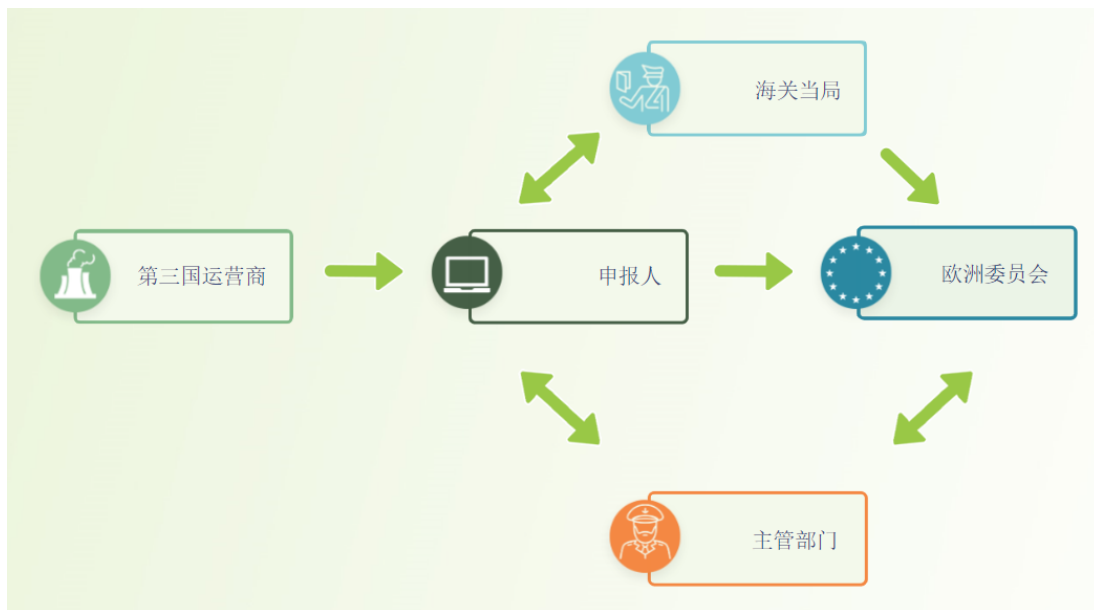 海关当局
第三国运营商
申报人
欧洲委员会
主管部门